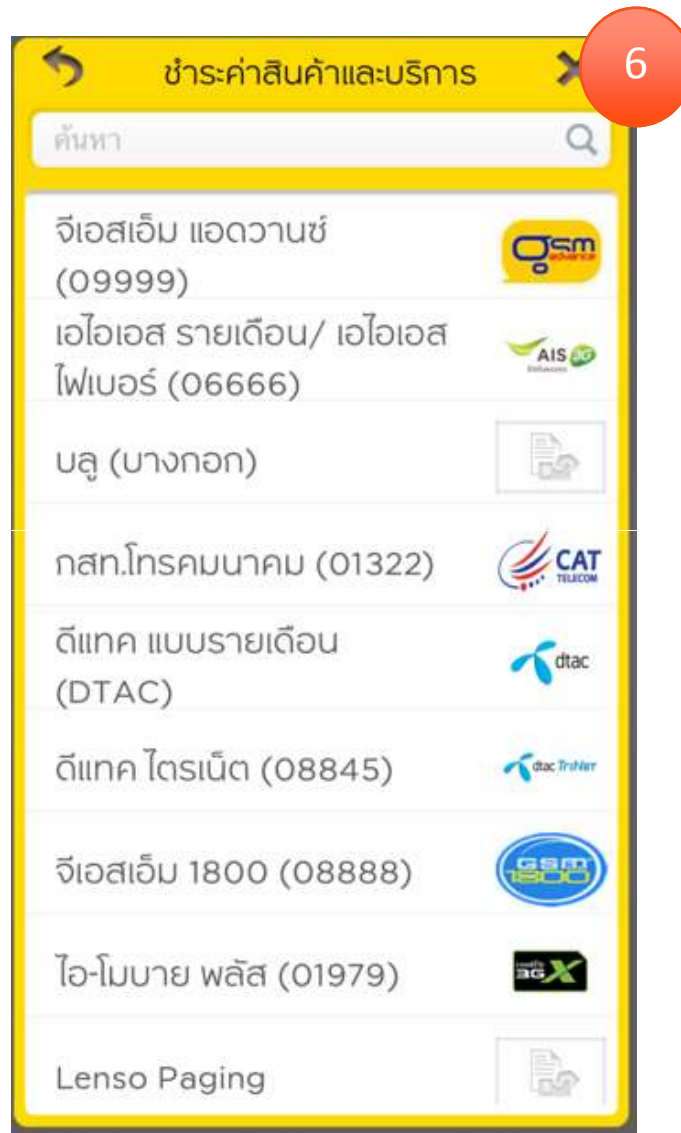 6
ชำระค่าสินค้าและบริการ
ค้นหา
จีเอสเอ็ม แอดวานซ์
(09999)
gsm
advance
เอไอเอส รายเดือน/ เอไอเอส
ไฟเบอร์ (06666)
AIS 3G
บลู (บางกอก)
กสท.โทรคมนาคม (01322)
CAT
TELECOM
ดีแทค แบบรายเดือน
(DTAC)
dtac
ดีแทค ไตรเน็ต (08845)
dtac TriNet
จีเอสเอ็ม 1800 (08888)
GSM
1800
ไอ-โมบาย พลัส (01979)
3GX
Lenso Paging